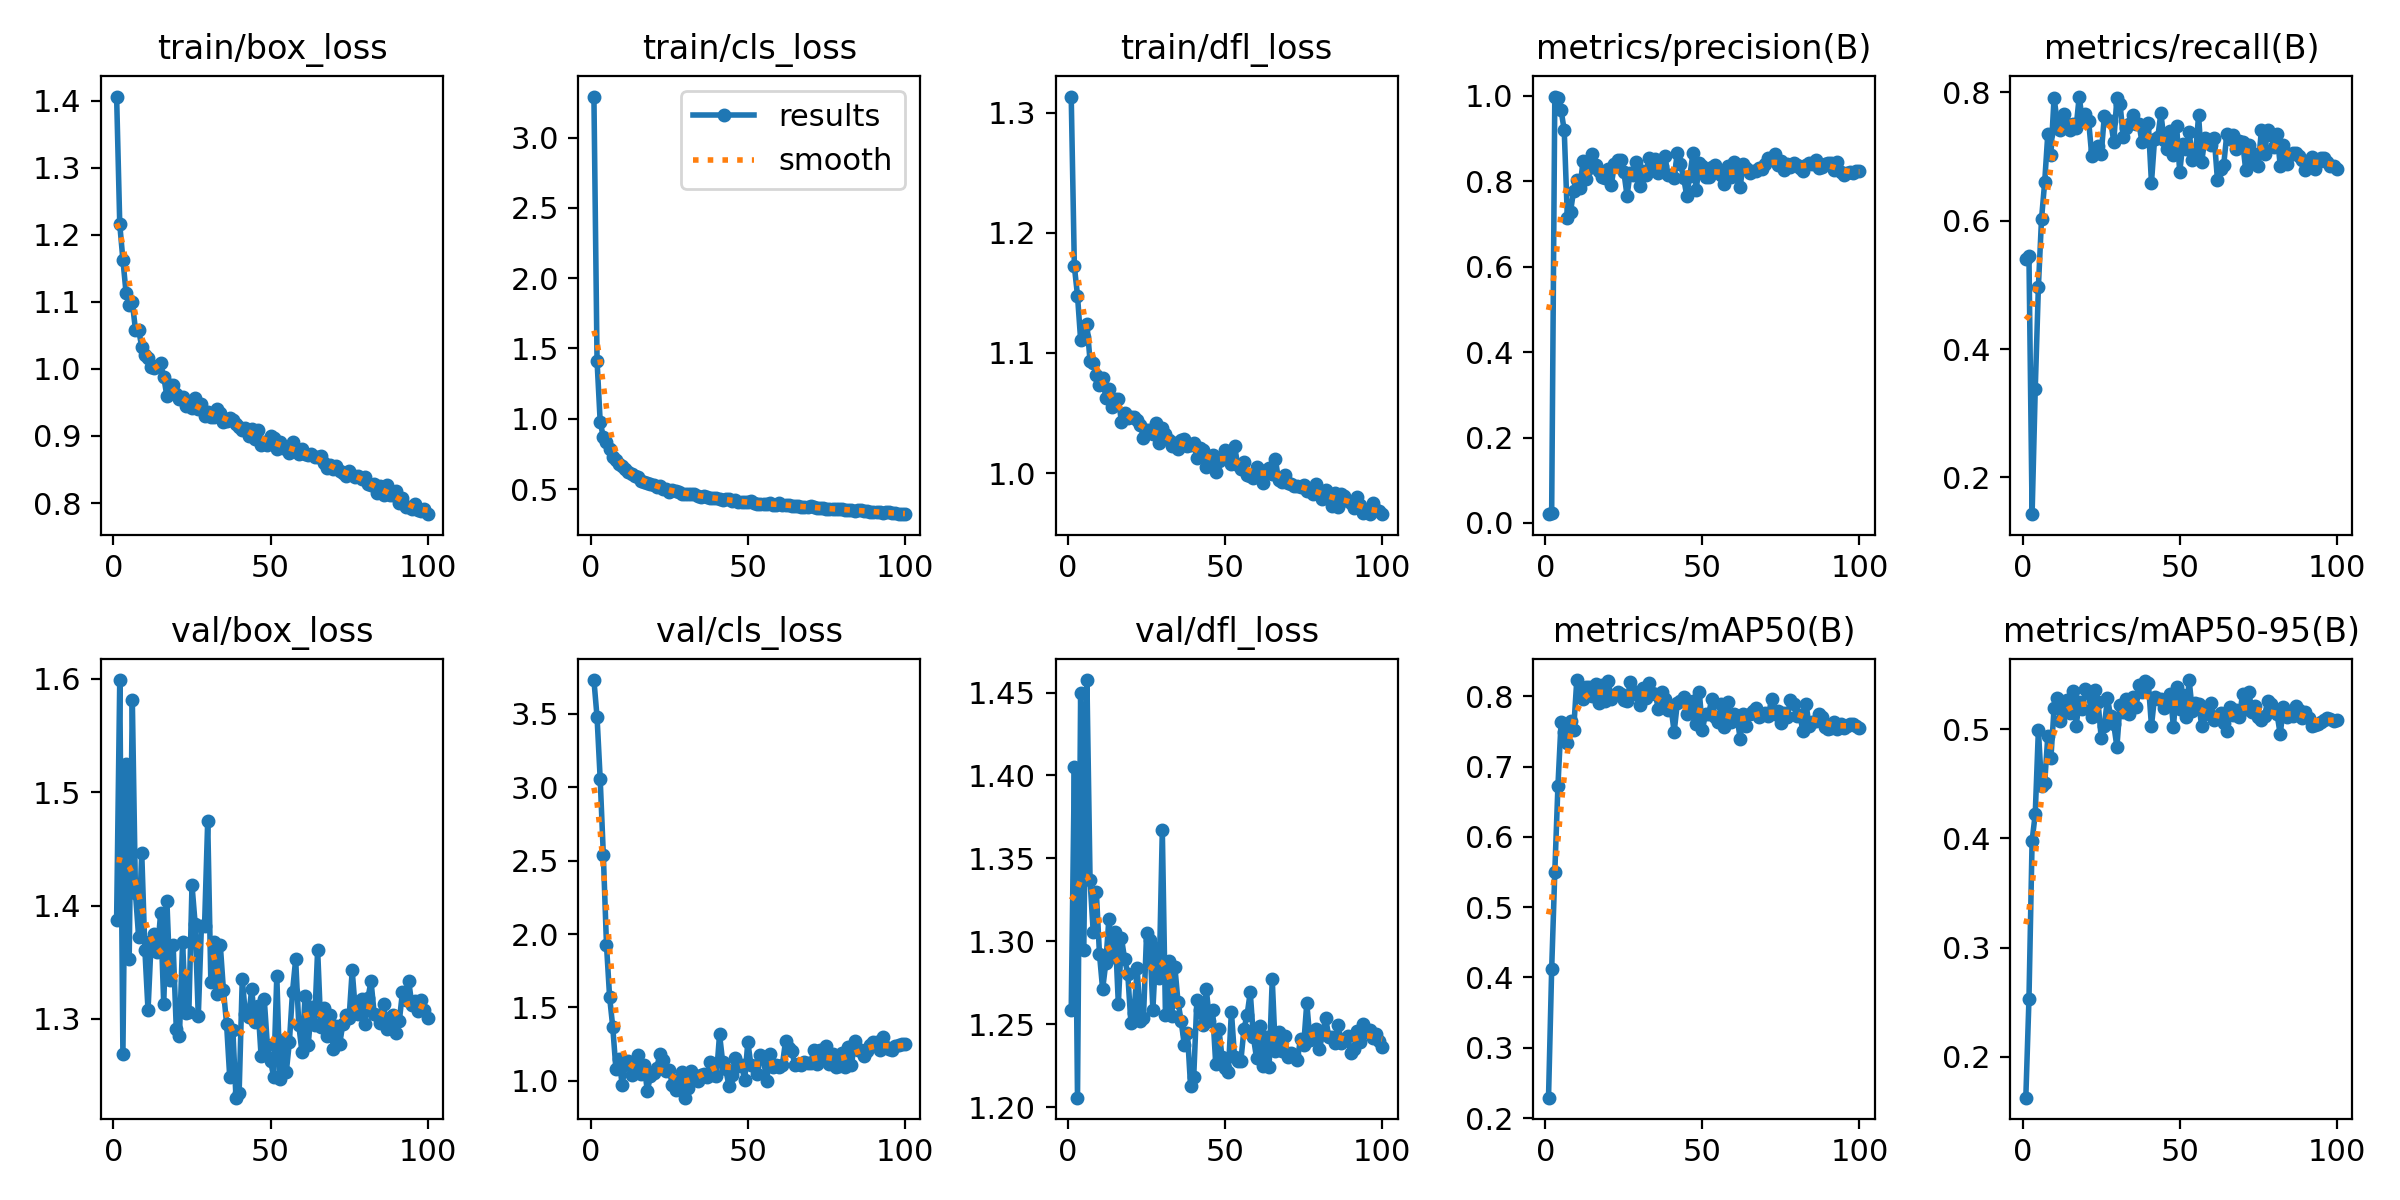 train/box_loss
1.4
1.3
1.2
1.1
1.0
0.9
0.8
0 50 100
train/cls_loss
results
smooth
3.0
2.5
2.0
1.5
1.0
0.5
0 50 100
train/dfl_loss
1.3
1.2
1.1
1.0
0 50 100
metrics/precision(B)
1.0
0.8
0.6
0.4
0.2
0.0
0 50 100
metrics/recall(B)
0.8
0.6
0.4
0.2
0 50 100
val/box_loss
1.6
1.5
1.4
1.3
0 50 100
val/cls_loss
3.5
3.0
2.5
2.0
1.5
1.0
0 50 100
val/dfl_loss
1.45
1.40
1.35
1.30
1.25
1.20
0 50 100
metrics/mAP50(B)
0.8
0.7
0.6
0.5
0.4
0.3
0.2
0 50 100
metrics/mAP50-95(B)
0.5
0.4
0.3
0.2
0 50 100